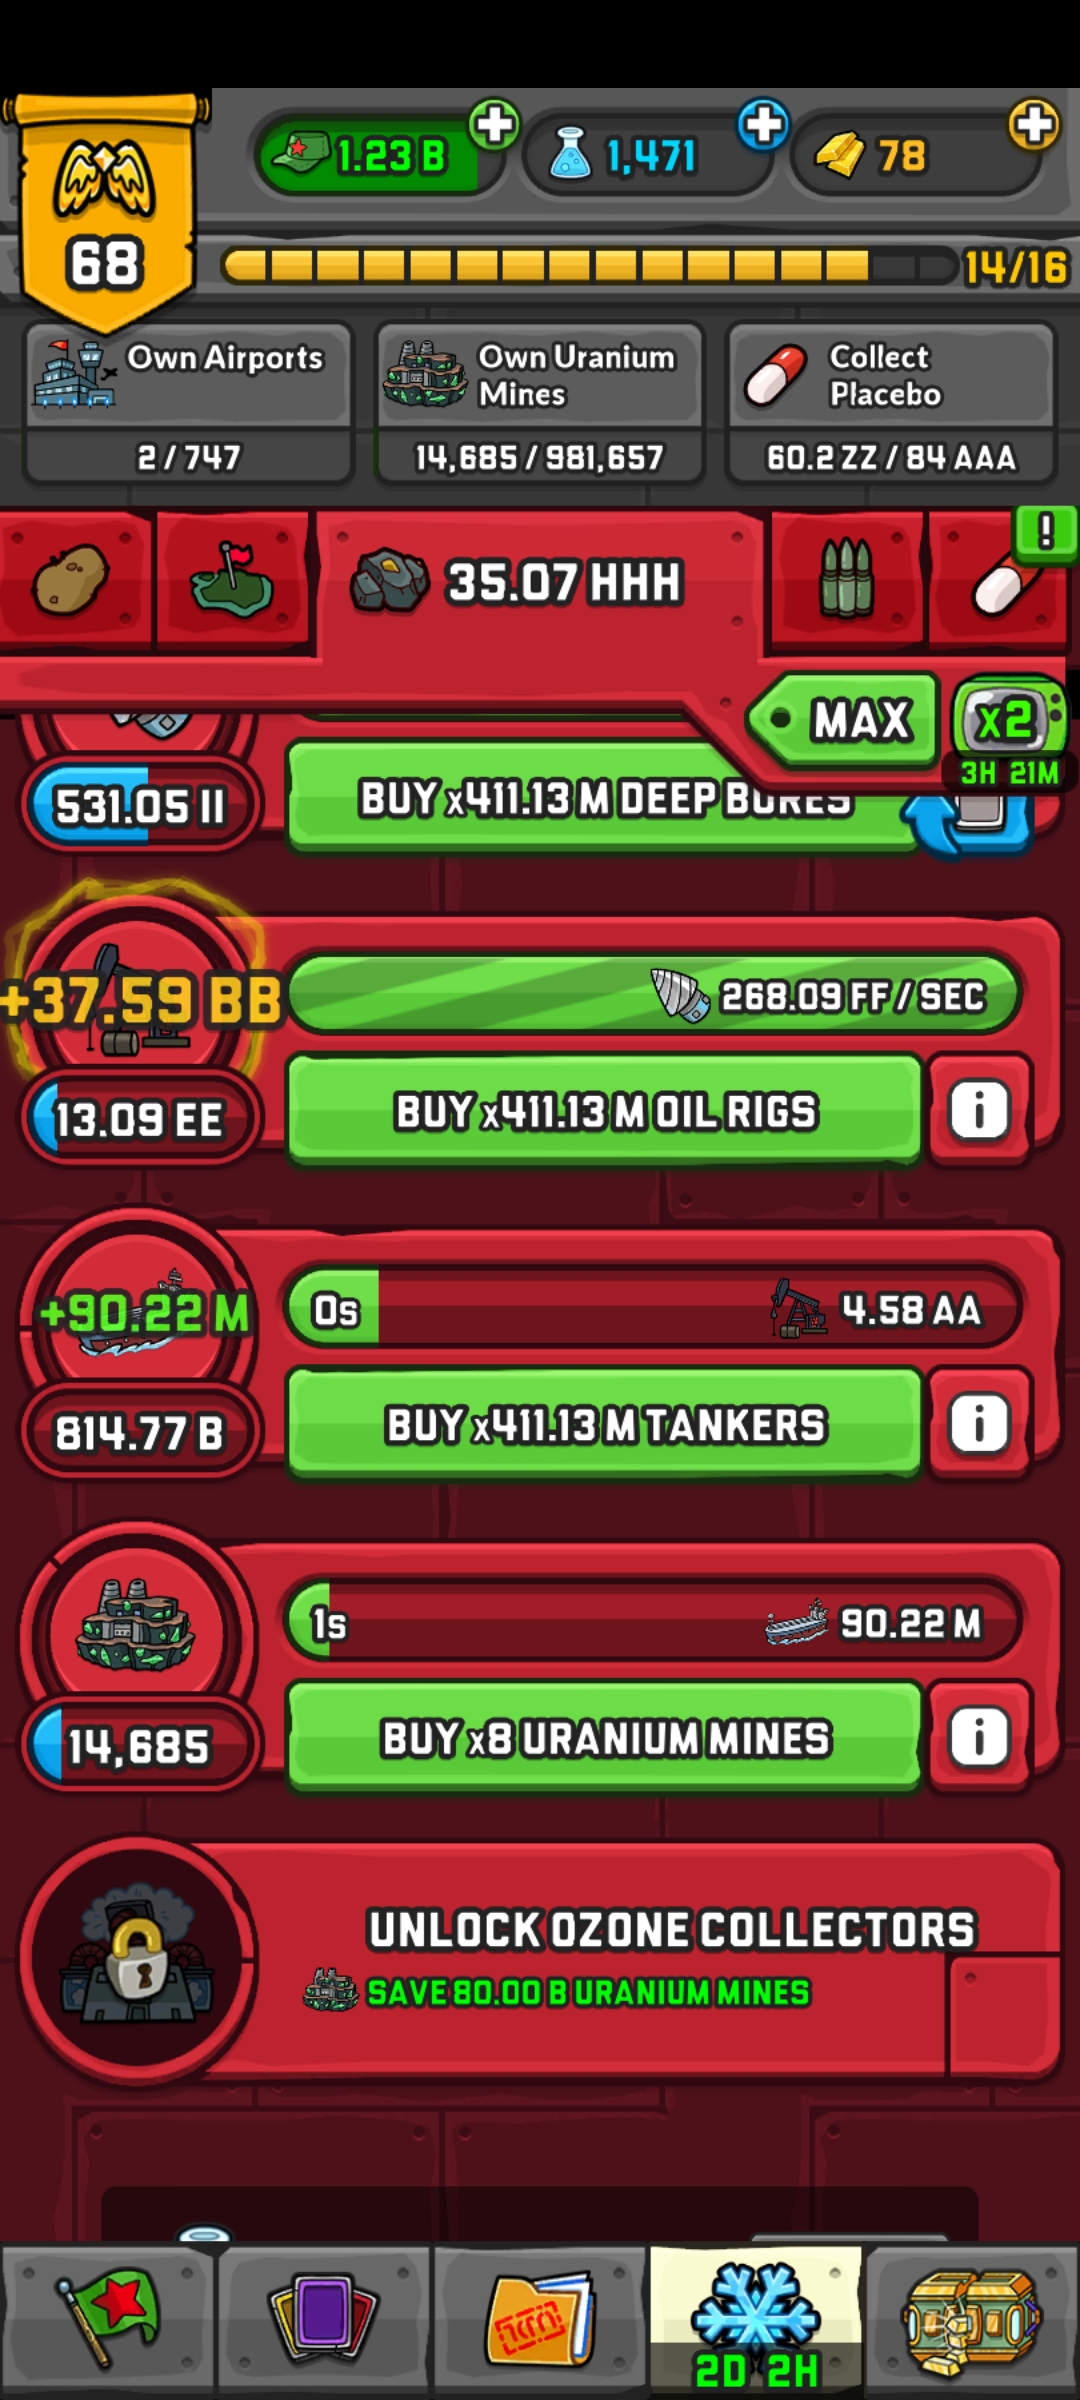 1.23 B
1,471
78
68
14/16
Own Airports
2 / 747
Own Uranium
Mines
14,685 / 981,657
Collect
Placebo
60.2 ZZ / 84 AAA
!
35.07 HHH
MAX
x2
3H 21M
531.05 II
BUY x411.13 M DEEP BORES
+37.59 BB
268.09 FF / SEC
13.09 EE
BUY x411.13 M OIL RIGS
i
+90.22 M
0s
4.58 AA
814.77 B
BUY x411.13 M TANKERS
i
1s
90.22 M
14,685
BUY x8 URANIUM MINES
i
UNLOCK OZONE COLLECTORS
SAVE 80.00 B URANIUM MINES
2D 2H